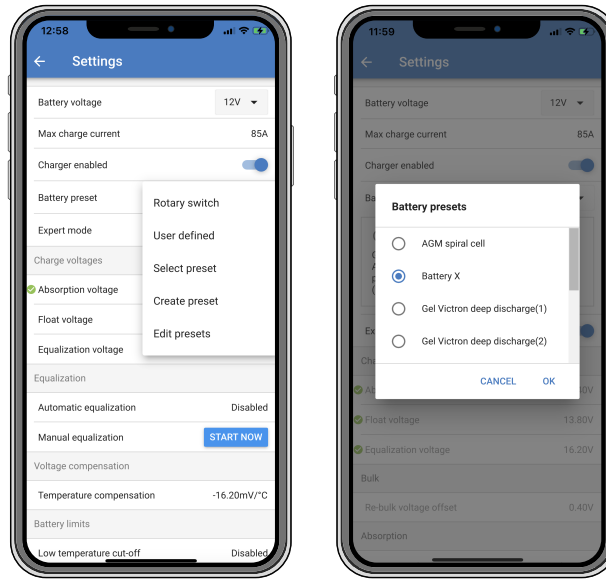 12:58
Settings
Battery voltage 12V
Max charge current 85A
Charger enabled
Battery preset
Expert mode
Rotary switch
User defined
Select preset
Create preset
Edit presets
Charge voltages
Absorption voltage
Float voltage
Equalization voltage
Equalization
Automatic equalization Disabled
Manual equalization START NOW
Voltage compensation
Temperature compensation -16.20mV/°C
Battery limits
Low temperature cut-off Disabled
11:59
Settings
Battery voltage 12V
Max charge current 85A
Charger enabled
Ba
Battery presets
AGM spiral cell
Battery X
Gel Victron deep discharge(1)
Gel Victron deep discharge(2)
CANCEL OK
Ex
Cha
Ab 0V
Float voltage 13.80V
Equalization voltage 16.20V
Bulk
Re-bulk voltage offset 0.40V
Absorption